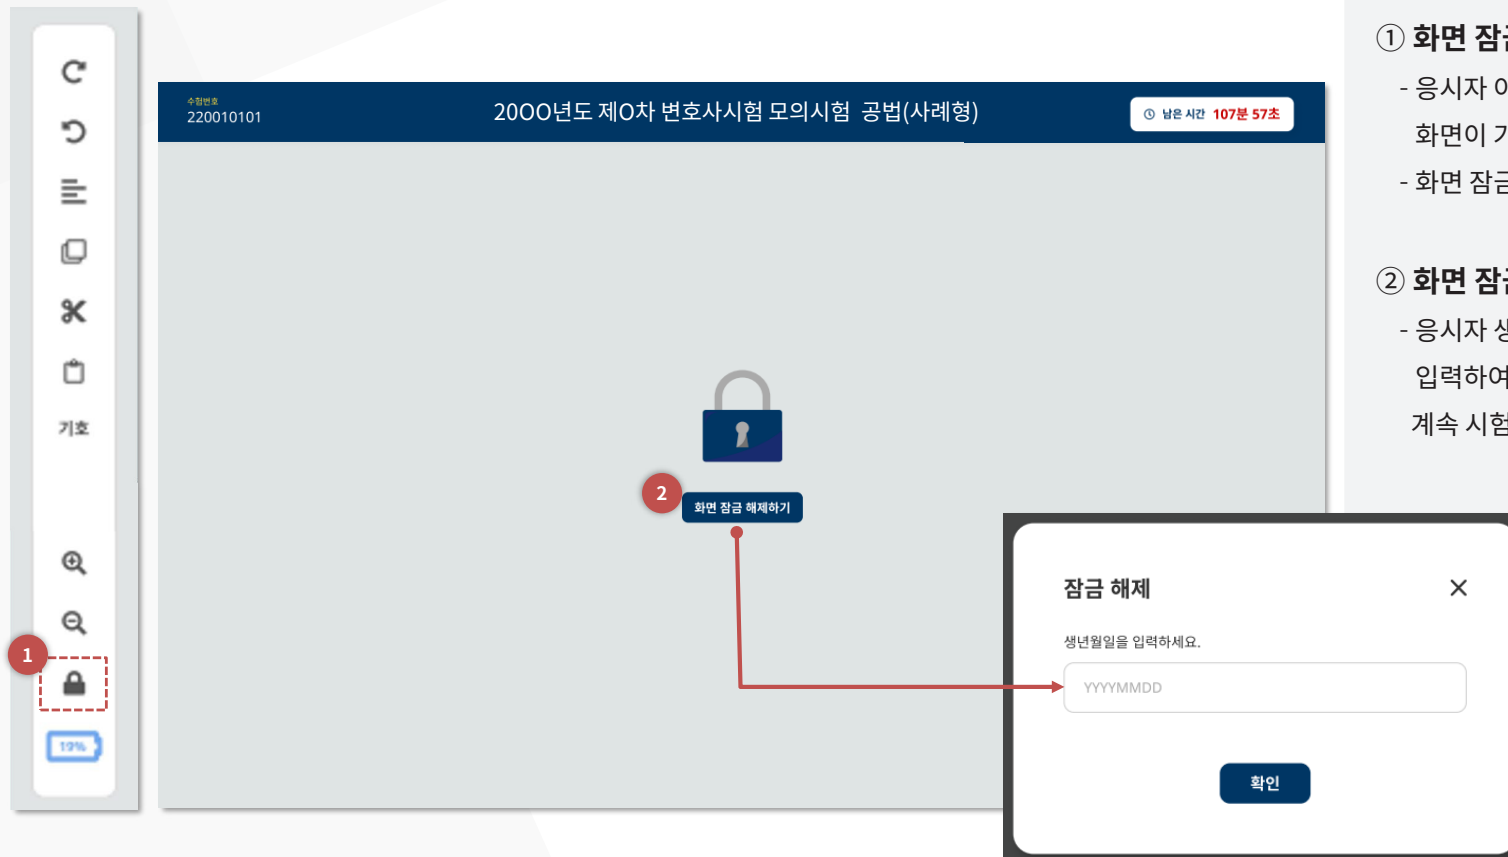 기호
1
19%
수험번호
220010101
20OO년도 제O차 변호사시험 모의시험 공법(사례형)
남은 시간 107분 57초
2
화면 잠금 해제하기
잠금 해제
생년월일을 입력하세요.
YYYYMMDD
확인
① 화면 잠금
- 응시자 이
화면이 가
- 화면 잠금
② 화면 잠금
- 응시자 생
입력하여
계속 시험